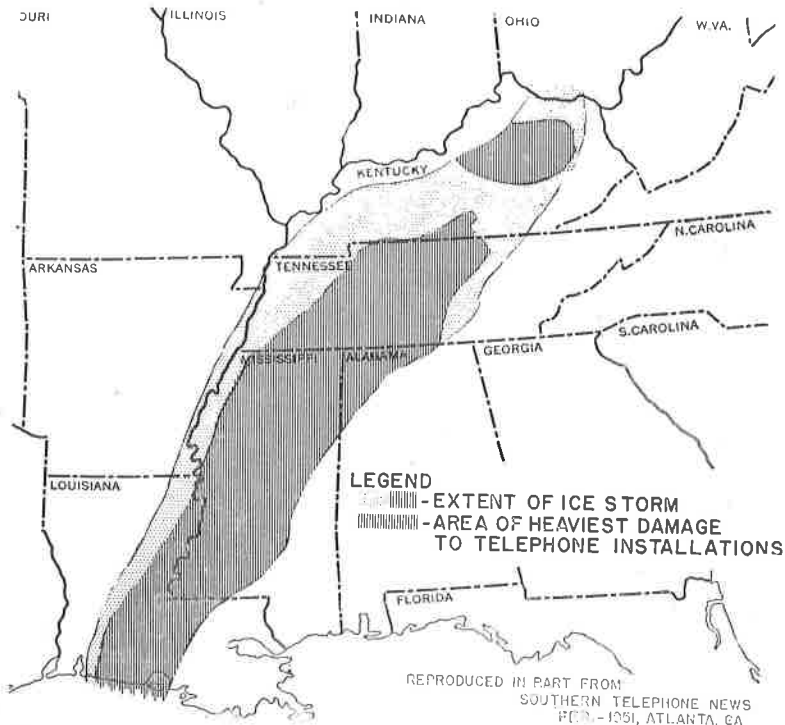 OURI
ILLINOIS
INDIANA
OHIO
W.VA.
KENTUCKY
N.CAROLINA
ARKANSAS
TENNESSEE
S.CAROLINA
MISSISSIPPI
ALABAMA
GEORGIA
LOUISIANA
LEGEND
- EXTENT OF ICE STORM
- AREA OF HEAVIEST DAMAGE
TO TELEPHONE INSTALLATIONS
FLORIDA
REPRODUCED IN PART FROM
SOUTHERN TELEPHONE NEWS
-1951, ATLANTA, GA